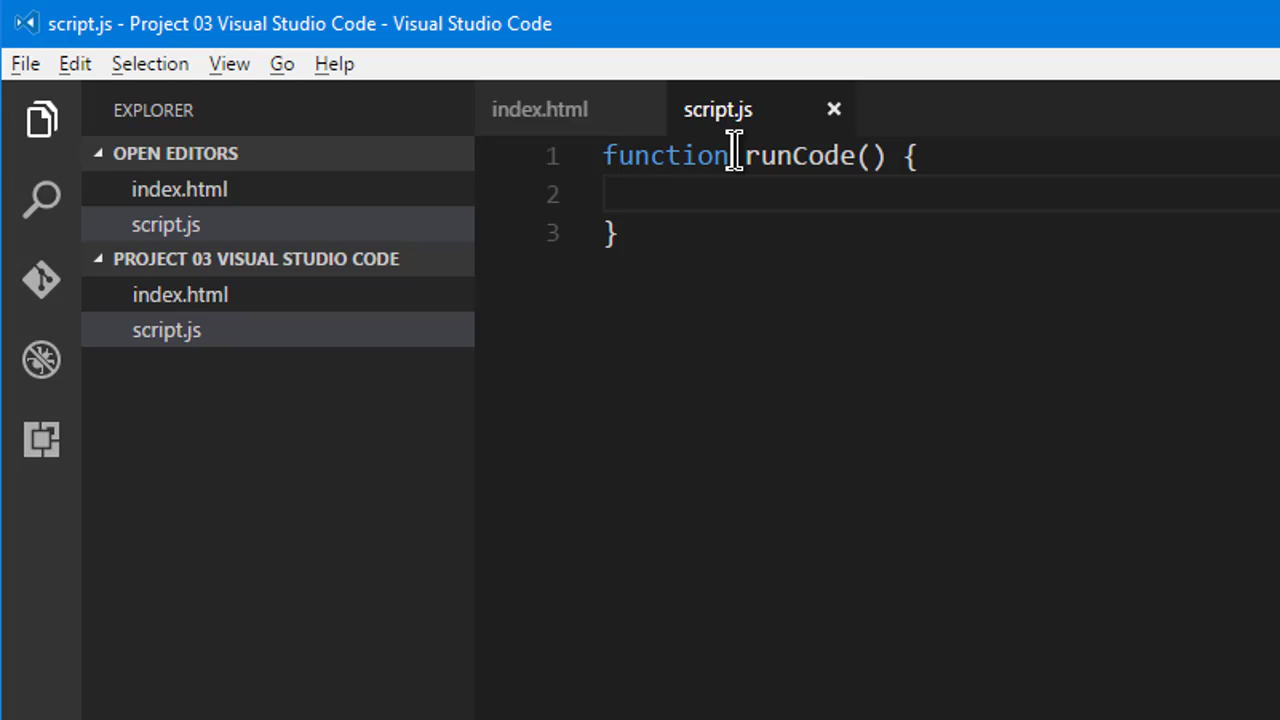 script.js - Project 03 Visual Studio Code - Visual Studio Code
File Edit Selection View Go Help
EXPLORER
OPEN EDITORS
index.html
script.js
PROJECT 03 VISUAL STUDIO CODE
index.html
script.js
index.html script.js
1 function runCode() {
2
3 }